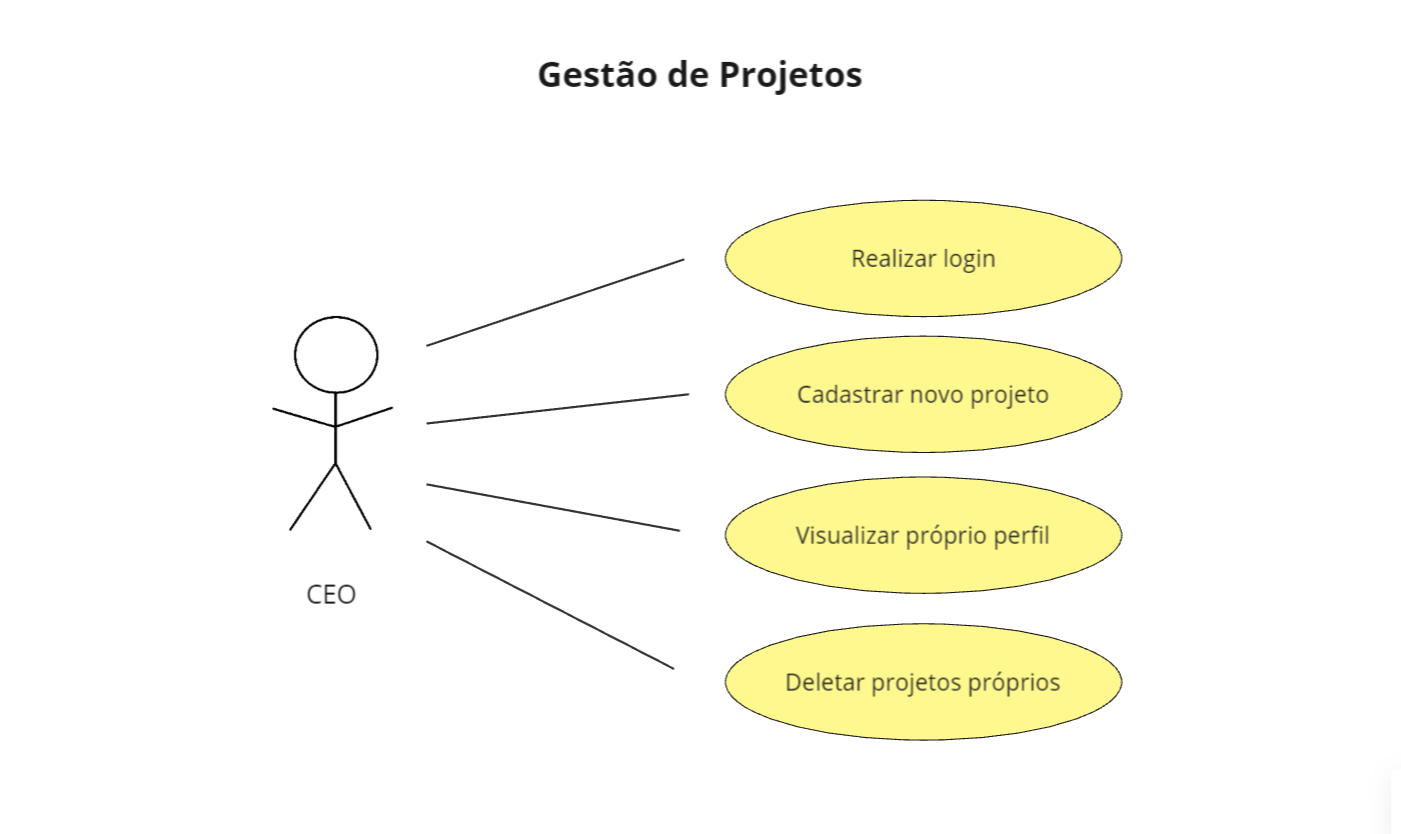 Gestão de Projetos
Realizar login
Cadastrar novo projeto
Visualizar próprio perfil
Deletar projetos próprios
CEO